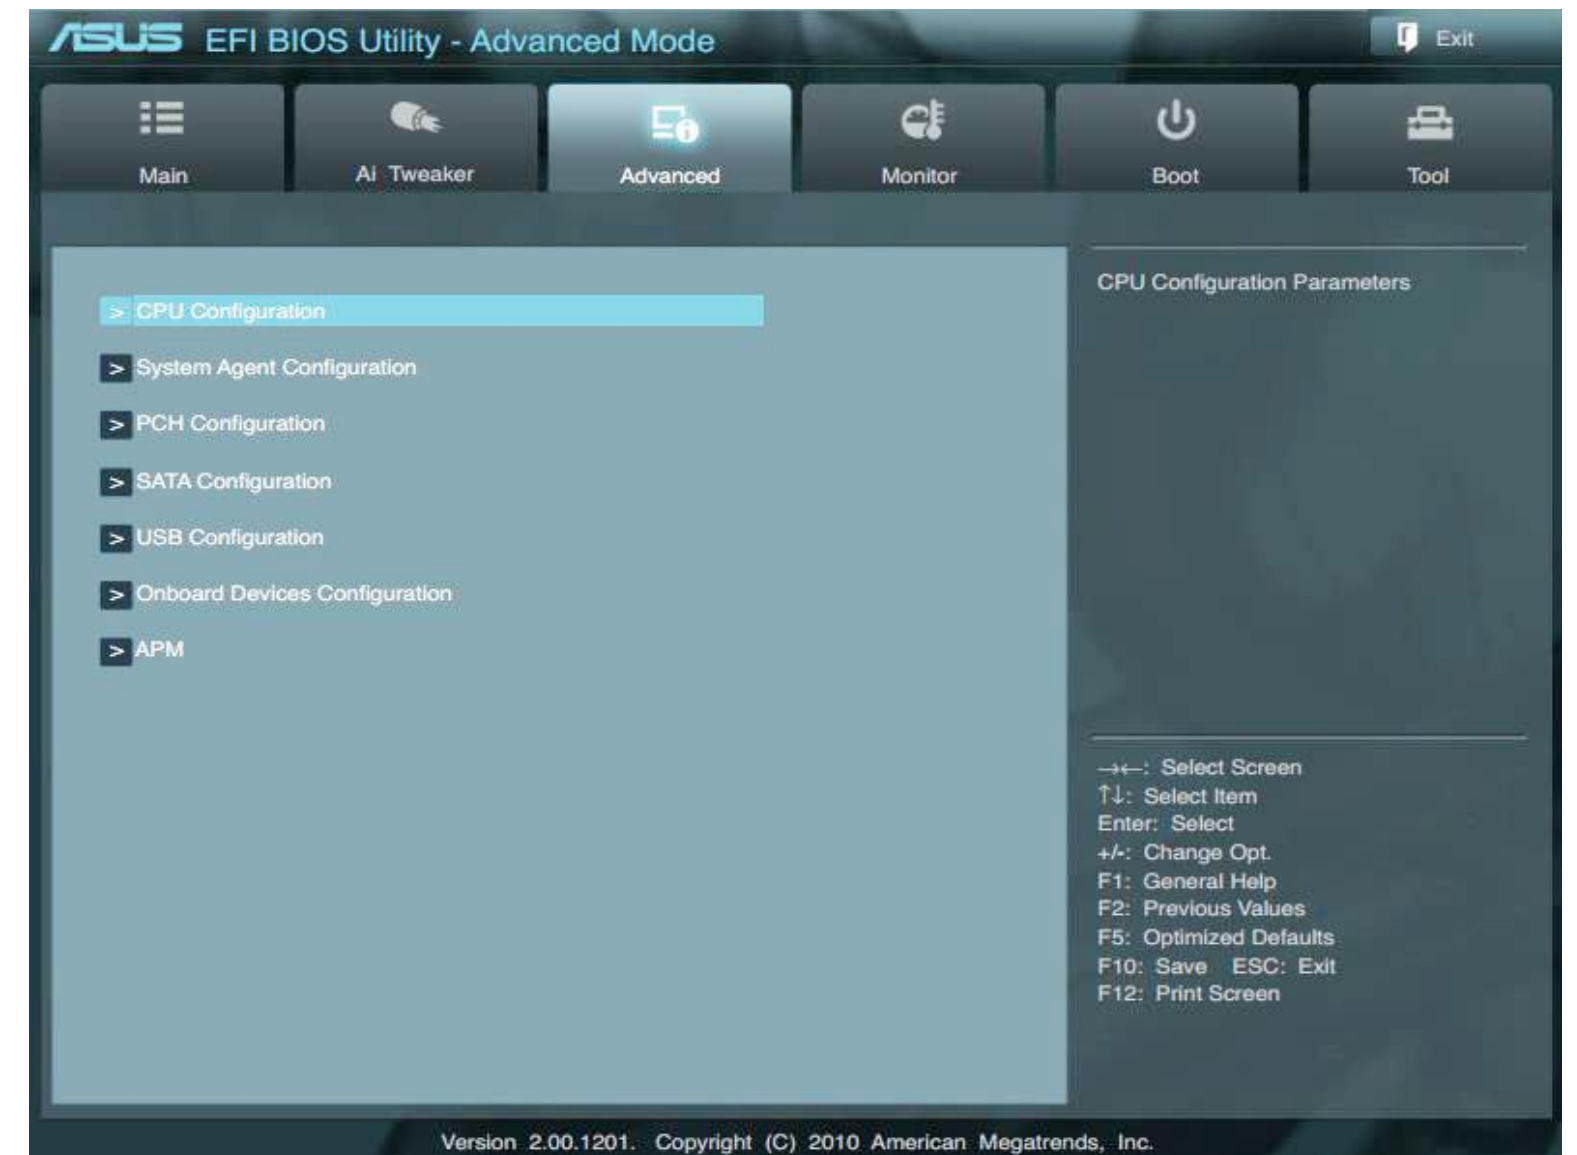 ASUS EFI BIOS Utility - Advanced Mode
Exit
Main
Ai Tweaker
Advanced
Monitor
Boot
Tool
> CPU Configuration
> System Agent Configuration
> PCH Configuration
> SATA Configuration
> USB Configuration
> Onboard Devices Configuration
> APM
CPU Configuration Parameters
→←: Select Screen
↑↓: Select Item
Enter: Select
+/-: Change Opt.
F1: General Help
F2: Previous Values
F5: Optimized Defaults
F10: Save ESC: Exit
F12: Print Screen
Version 2.00.1201. Copyright (C) 2010 American Megatrends, Inc.